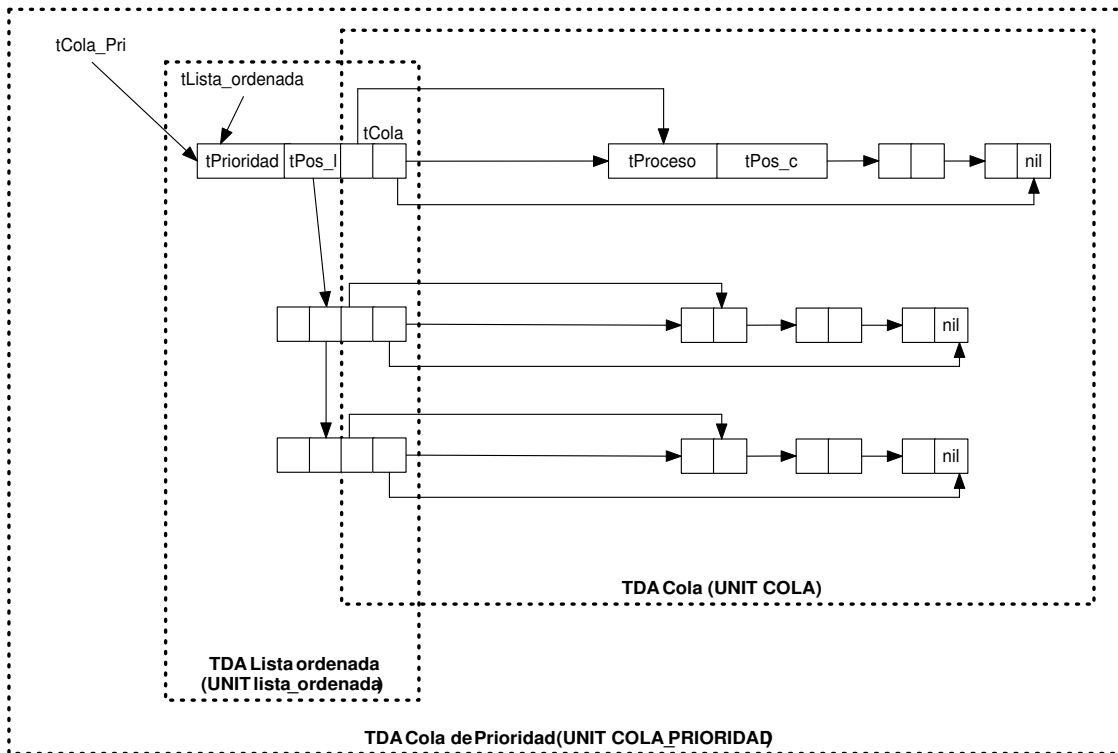 tCola_Pri
tLista_ordenada
tCola
tPrioridad tPos_l
tProceso tPos_c
nil
nil
nil
TDA Cola (UNIT COLA)
TDA Lista ordenada
(UNIT lista_ordenada)
TDA Cola de Prioridad (UNIT COLA_PRIORIDAD)